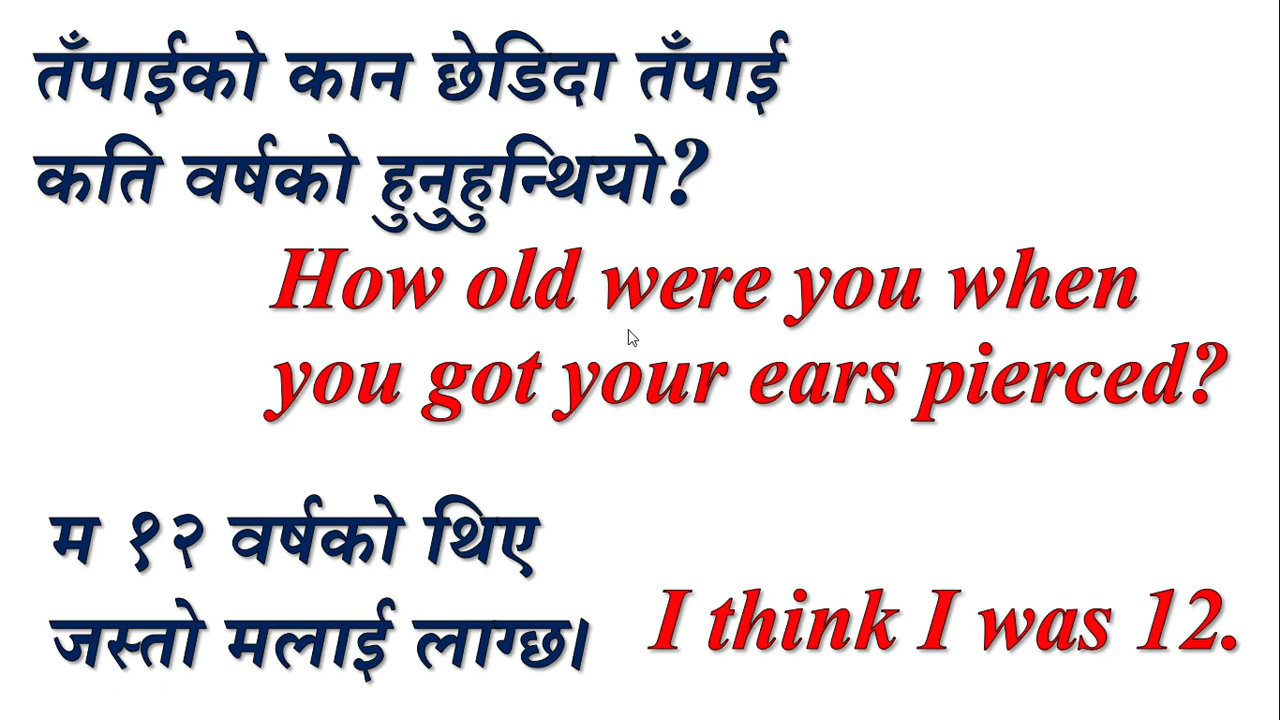 तँपाईको कान छेडिदा तँपाई
कति वर्षको हुनुहुन्थियो?
How old were you when
you got your ears pierced?
म १२ वर्षको थिए
जस्तो मलाई लाग्छ।
I think I was 12.